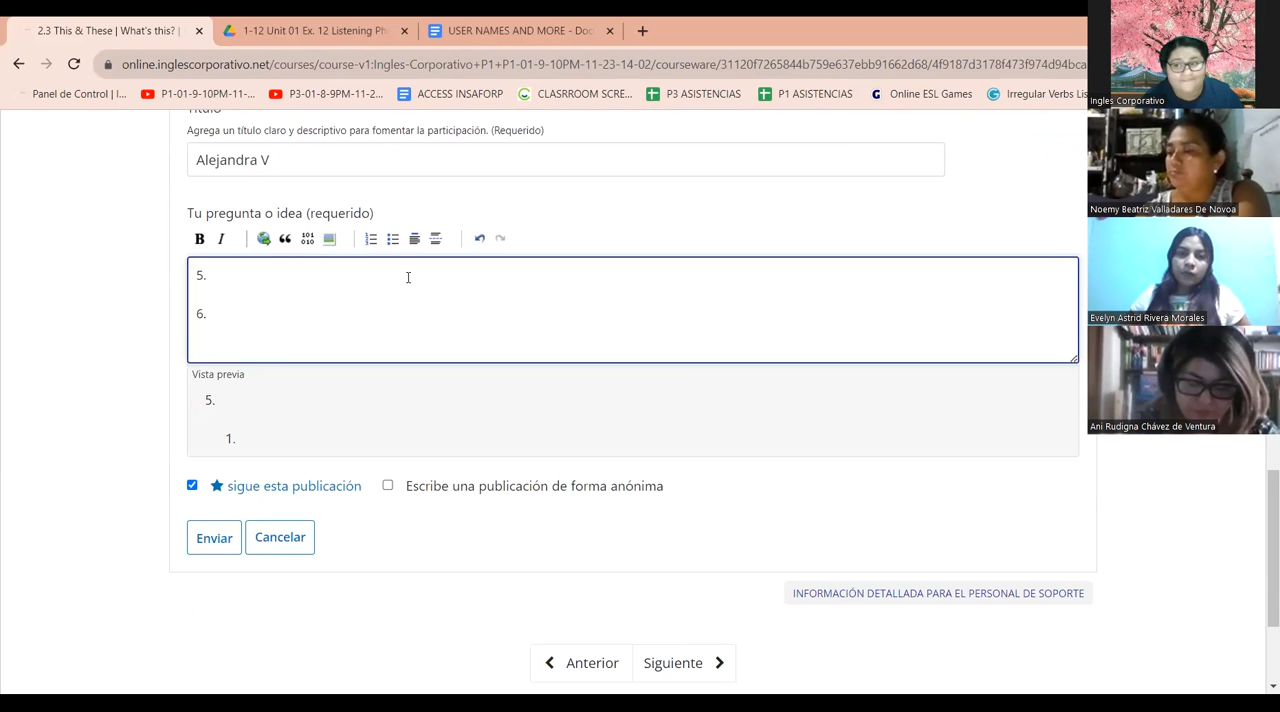 2.3 This & These | What's this? |
1-12 Unit 01 Ex. 12 Listening Ph
USER NAMES AND MORE - Doc
online.inglescorporativo.net/courses/course-v1:Ingles-Corporativo+P1+P1-01-9-10PM-11-23-14-02/courseware/31120f7265844b759e637ebb91662d68/4f9187d3178f473f974d94bca
Panel de Control | I...
P1-01-9-10PM-11-...
P3-01-8-9PM-11-2...
ACCESS INSAFORP
CLASRROOM SCRE...
P3 ASISTENCIAS
P1 ASISTENCIAS
Online ESL Games
Irregular Verbs Lis
Agrega un título claro y descriptivo para fomentar la participación. (Requerido)
Alejandra V
Tu pregunta o idea (requerido)
B I
101
010
5.
6.
Vista previa
5.
1.
sigue esta publicación
Escribe una publicación de forma anónima
Enviar
Cancelar
INFORMACIÓN DETALLADA PARA EL PERSONAL DE SOPORTE
Anterior
Siguiente
Ingles Corporativo
Noemy Beatriz Valladares De Novoa
Evelyn Astrid Rivera Morales
Ani Rudigna Chávez de Ventura